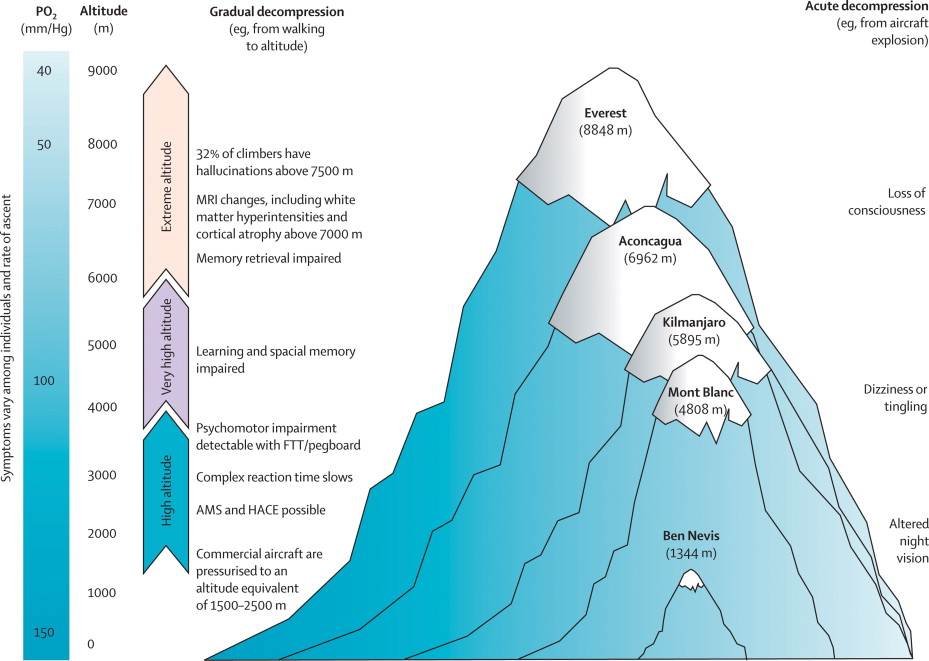 PO2
(mm/Hg)
Altitude
(m)
Gradual decompression
(eg, from walking
to altitude)
Acute decompression
(eg, from aircraft
explosion)
Symptoms vary among individuals and rate of ascent
40
50
100
150
9000
8000
7000
6000
5000
4000
3000
2000
1000
0
Extreme altitude
Very high altitude
High altitude
32% of climbers have
hallucinations above 7500 m
MRI changes, including white
matter hyperintensities and
cortical atrophy above 7000 m
Memory retrieval impaired
Learning and spacial memory
impaired
Psychomotor impairment
detectable with FTT/pegboard
Complex reaction time slows
AMS and HACE possible
Commercial aircraft are
pressurised to an
altitude equivalent
of 1500–2500 m
Everest
(8848 m)
Aconcagua
(6962 m)
Kilmanjaro
(5895 m)
Mont Blanc
(4808 m)
Ben Nevis
(1344 m)
Loss of
consciousness
Dizziness or
tingling
Altered
night
vision